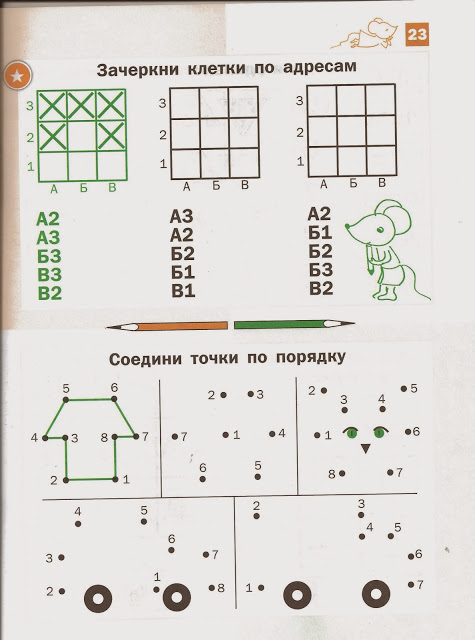 23
Зачеркни клетки по адресам
3 3 3
2 2 2
1 1 1
А Б В А Б В А Б В
А2 А3 А2
А3 А2 Б1
Б3 Б2 Б2
В3 Б1 Б3
В2 В1 В2
Соедини точки по порядку
5 6 2 3 2 3 4 5
4 3 8 7 7 1 4 1 6
2 1 6 5 8 7
4 5 2 3
6 4 5
3 7 6
2 1 8 1 7